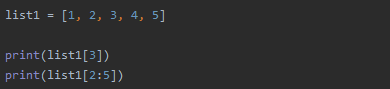 list1 = [1, 2, 3, 4, 5]
print(list1[3])
print(list1[2:5])